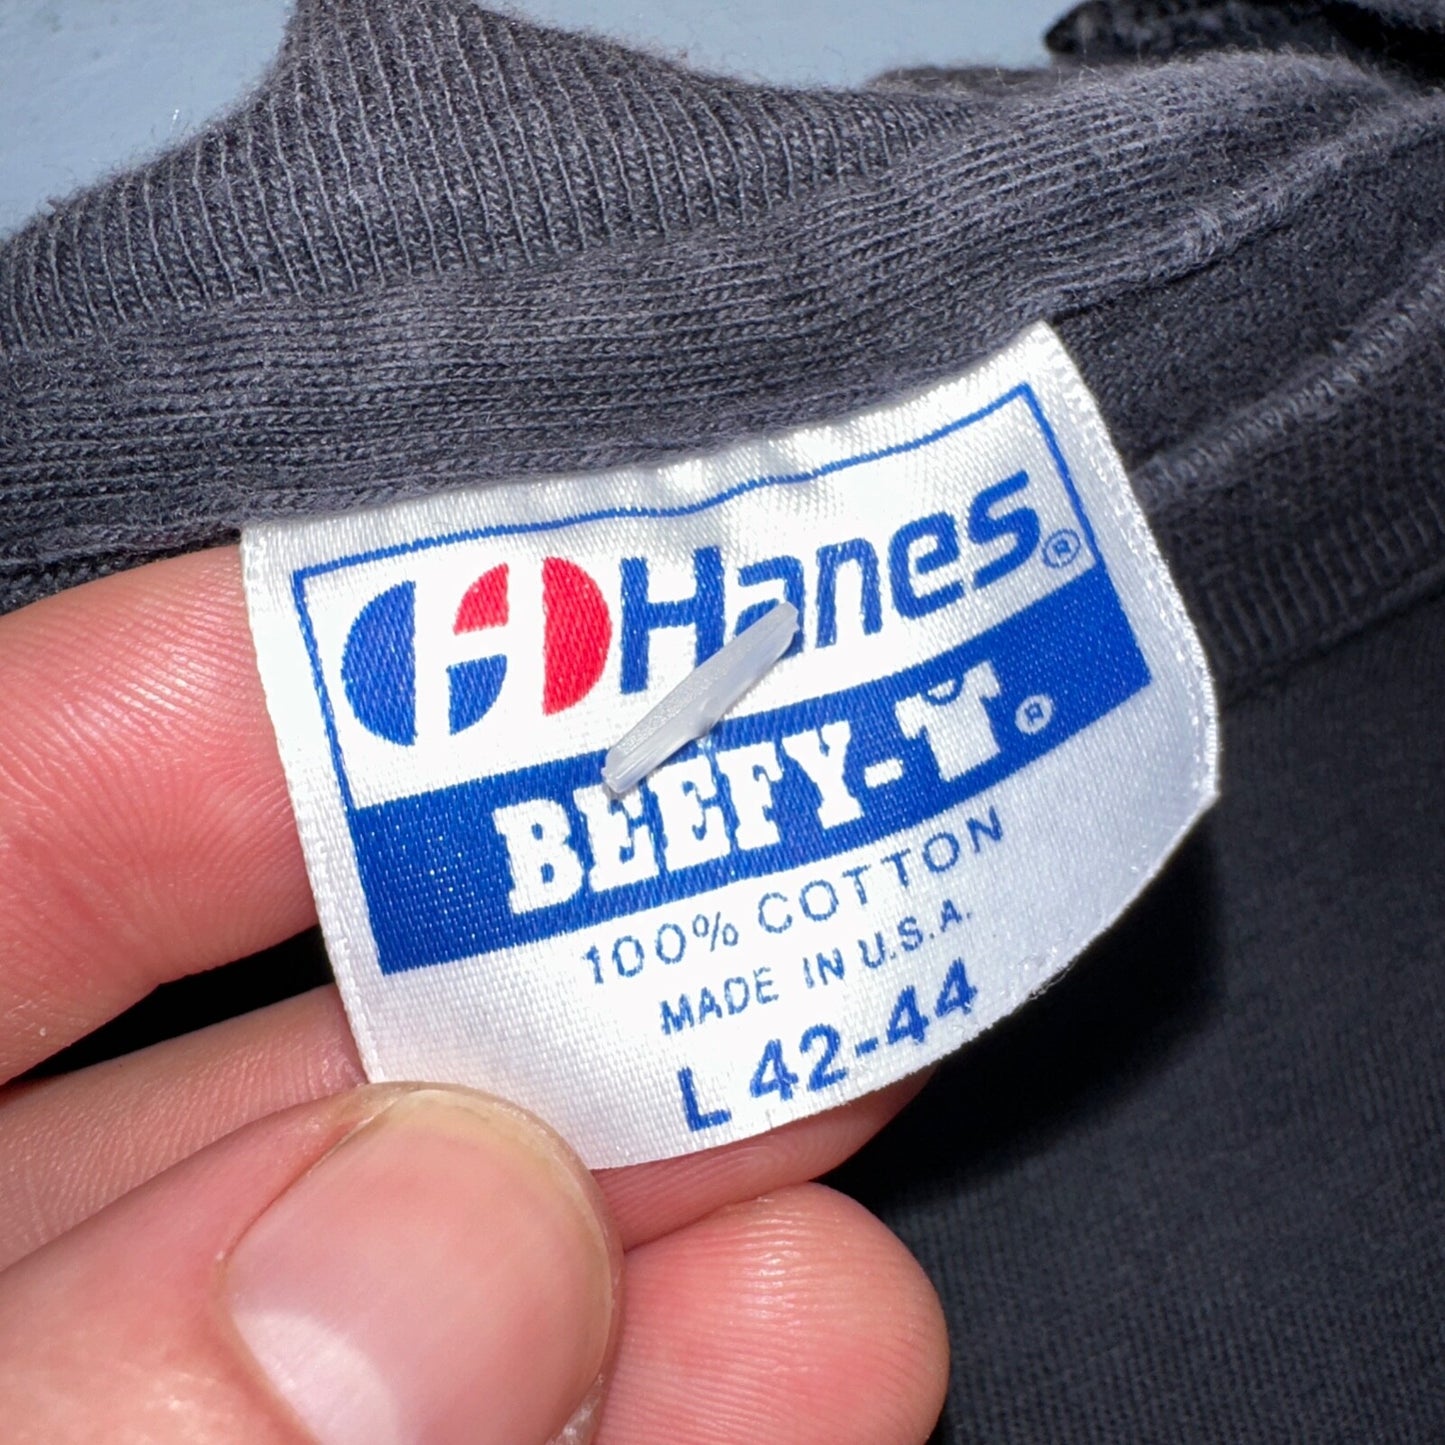 Hanes®
BEEFY-T®
100% COTTON
MADE IN U.S.A.
L 42-44